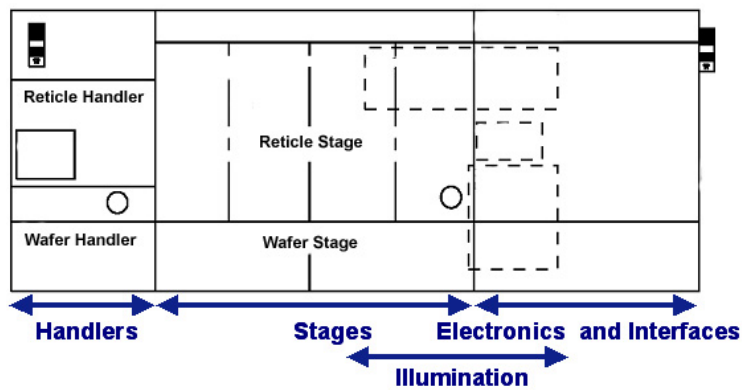 Reticle Handler
Reticle Stage
Wafer Handler
Wafer Stage
Handlers
Stages
Electronics and Interfaces
Illumination